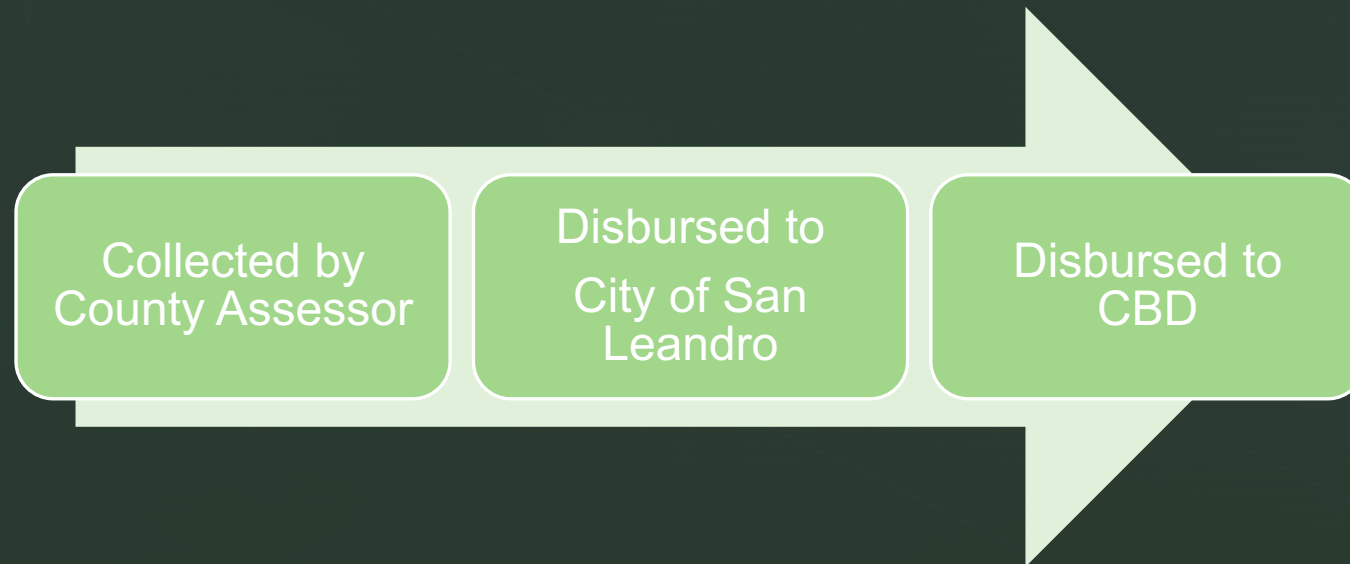 Collected by
County Assessor
Disbursed to
City of San
Leandro
Disbursed to
CBD